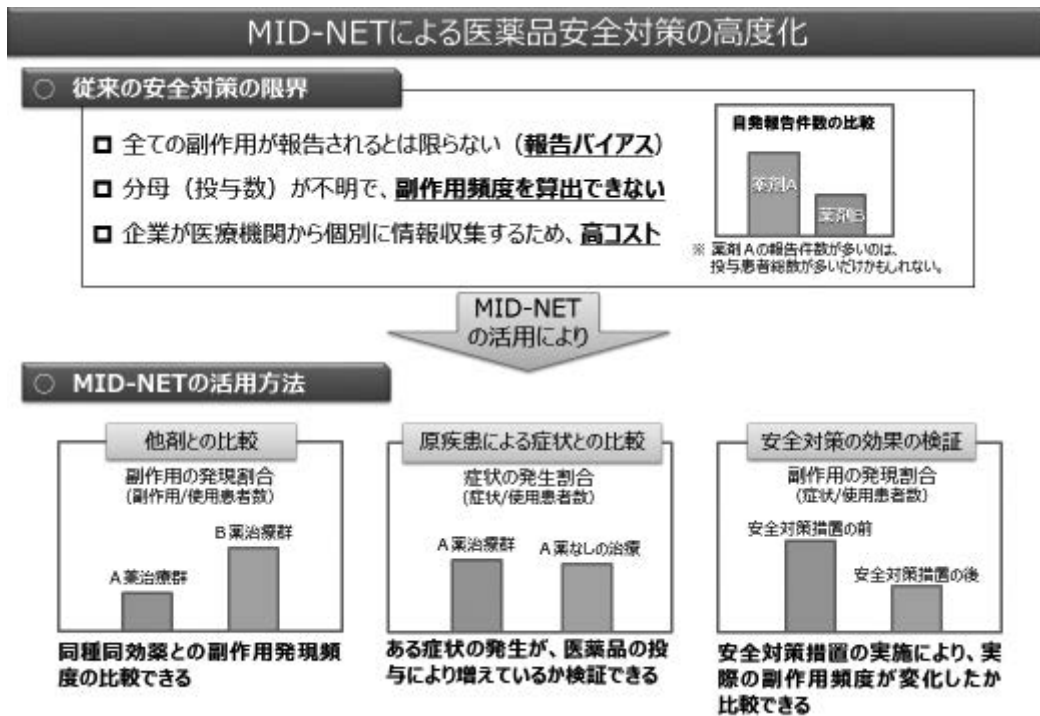 MID-NETによる医薬品安全対策の高度化
○ 従来の安全対策の限界
全ての副作用が報告されるとは限らない（報告バイアス）
分母（投与数）が不明で、副作用頻度を算出できない
企業が医療機関から個別に情報収集するため、高コスト
自発報告件数の比較
薬剤A
薬剤B
※ 薬剤Aの報告件数が多いのは、
投与患者総数が多いだけかもしれない。
MID-NET
の活用により
○ MID-NETの活用方法
他剤との比較
副作用の発現割合
(副作用/使用患者数)
B薬治療群
A薬治療群
同種同効薬との副作用発現頻
度の比較できる
原疾患による症状との比較
症状の発生割合
(症状/使用患者数)
A薬治療群
A薬なしの治療
ある症状の発生が、医薬品の投
与により増えているか検証できる
安全対策の効果の検証
副作用の発現割合
(症状/使用患者数)
安全対策措置の前
安全対策措置の後
安全対策措置の実施により、実
際の副作用頻度が変化したか
比較できる